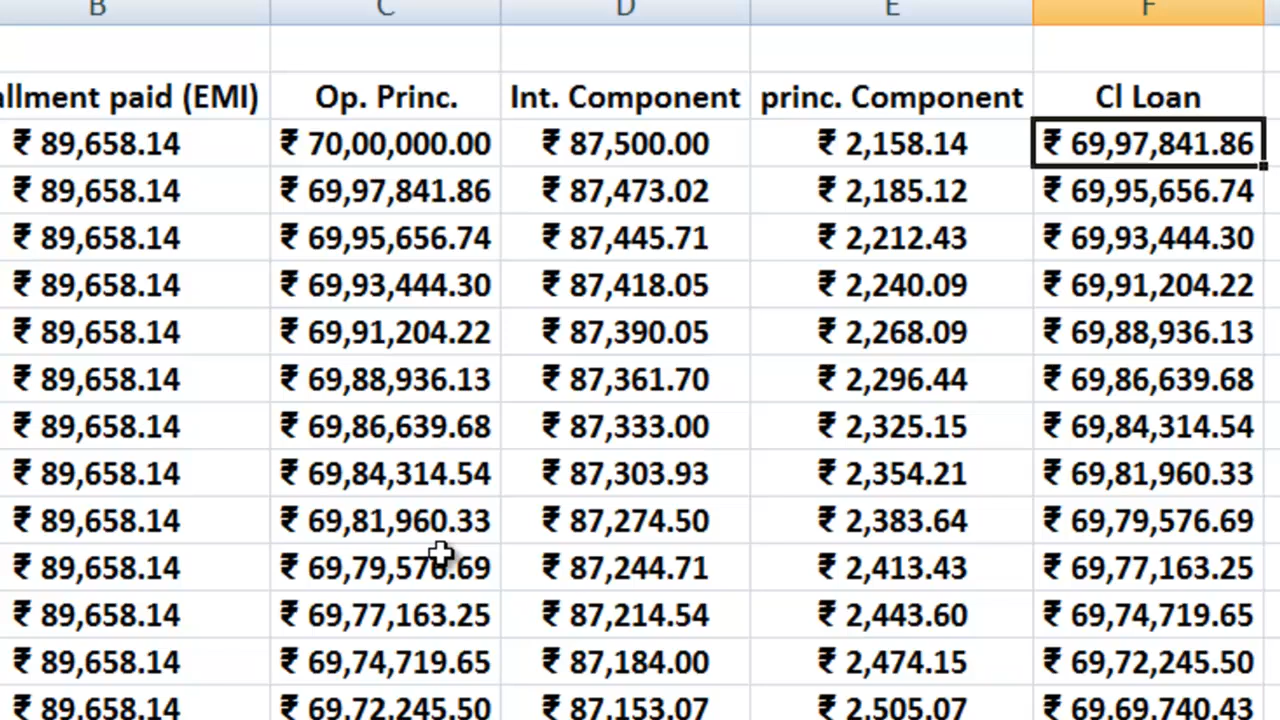 B C D E F
allment paid (EMI) Op. Princ. Int. Component princ. Component Cl Loan
₹ 89,658.14 ₹ 70,00,000.00 ₹ 87,500.00 ₹ 2,158.14 ₹ 69,97,841.86
₹ 89,658.14 ₹ 69,97,841.86 ₹ 87,473.02 ₹ 2,185.12 ₹ 69,95,656.74
₹ 89,658.14 ₹ 69,95,656.74 ₹ 87,445.71 ₹ 2,212.43 ₹ 69,93,444.30
₹ 89,658.14 ₹ 69,93,444.30 ₹ 87,418.05 ₹ 2,240.09 ₹ 69,91,204.22
₹ 89,658.14 ₹ 69,91,204.22 ₹ 87,390.05 ₹ 2,268.09 ₹ 69,88,936.13
₹ 89,658.14 ₹ 69,88,936.13 ₹ 87,361.70 ₹ 2,296.44 ₹ 69,86,639.68
₹ 89,658.14 ₹ 69,86,639.68 ₹ 87,333.00 ₹ 2,325.15 ₹ 69,84,314.54
₹ 89,658.14 ₹ 69,84,314.54 ₹ 87,303.93 ₹ 2,354.21 ₹ 69,81,960.33
₹ 89,658.14 ₹ 69,81,960.33 ₹ 87,274.50 ₹ 2,383.64 ₹ 69,79,576.69
₹ 89,658.14 ₹ 69,79,576.69 ₹ 87,244.71 ₹ 2,413.43 ₹ 69,77,163.25
₹ 89,658.14 ₹ 69,77,163.25 ₹ 87,214.54 ₹ 2,443.60 ₹ 69,74,719.65
₹ 89,658.14 ₹ 69,74,719.65 ₹ 87,184.00 ₹ 2,474.15 ₹ 69,72,245.50
₹ 89,658.14 ₹ 69,72,245.50 ₹ 87,153.07 ₹ 2,505.07 ₹ 69,69,740.43